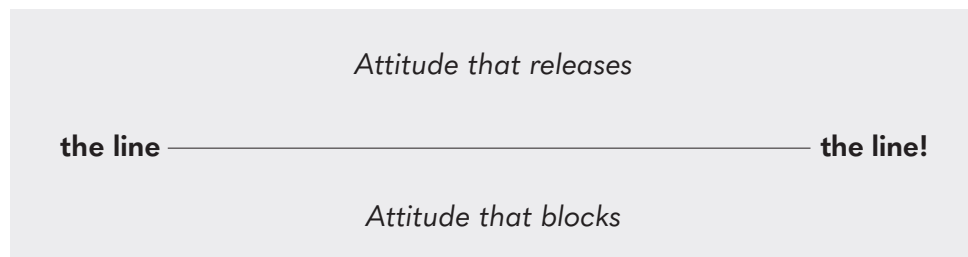 Attitude that releases
the line the line!
Attitude that blocks